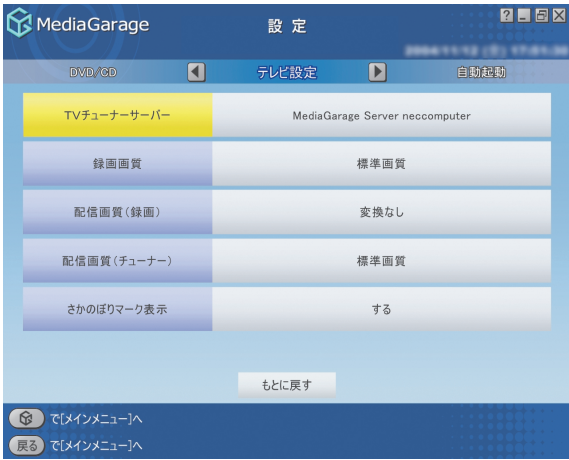 MediaGarage
設定
?
DVD/CD
テレビ設定
自動起動
TVチューナーサーバー
MediaGarage Server neccomputer
録画画質
標準画質
配信画質(録画)
変換なし
配信画質(チューナー)
標準画質
さかのぼりマーク表示
する
もとに戻す
で[メインメニュー]へ
戻る で[メインメニュー]へ